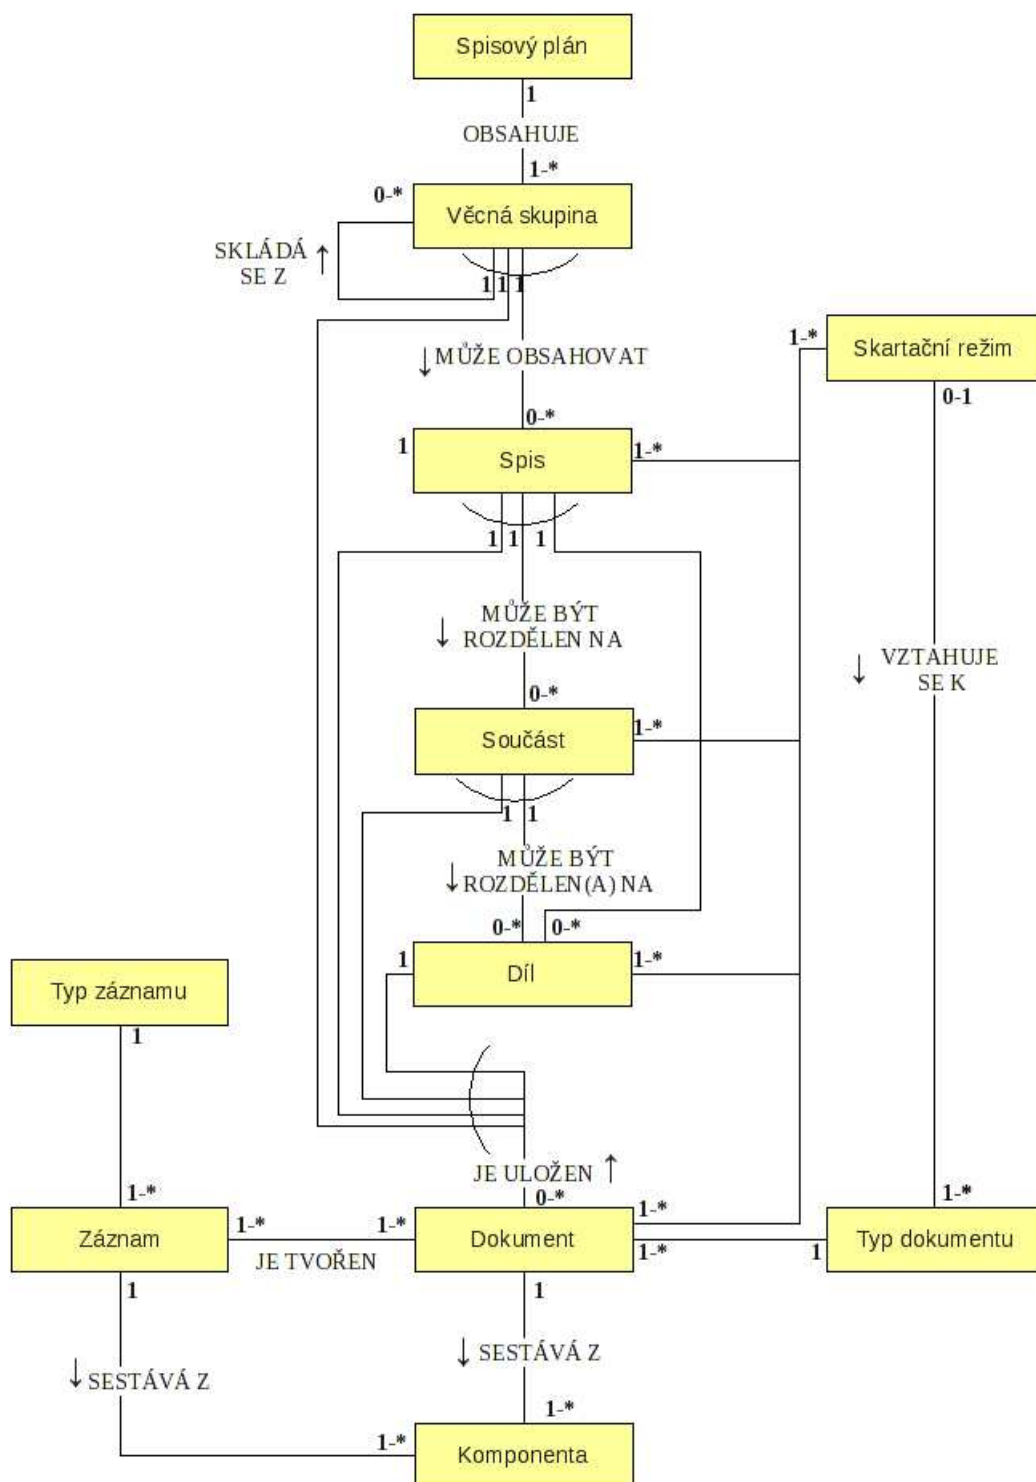 Spisový plán
1
OBSAHUJE
1-*
0-*
Věcná skupina
SKLÁDÁ
SE Z ↑
1 1 1
↓ MŮŽE OBSAHOVAT
1-*
Skartační režim
0-1
0-*
1
Spis
1-*
1 1 1
↓ MŮŽE BÝT
ROZDĚLEN NA
↓ VZTAHUJE
SE K
0-*
Součást
1-*
1 1
↓ MŮŽE BÝT
ROZDĚLEN(A) NA
0-* 0-*
1
Díl
1-*
Typ záznamu
1
JE ULOŽEN ↑
0-*
1-*
1-*
1-*
Záznam
1-*
1-*
JE TVOŘEN
Dokument
1-*
1
Typ dokumentu
1
1
↓ SESTÁVÁ Z
↓ SESTÁVÁ Z
1-*
1-*
Komponenta